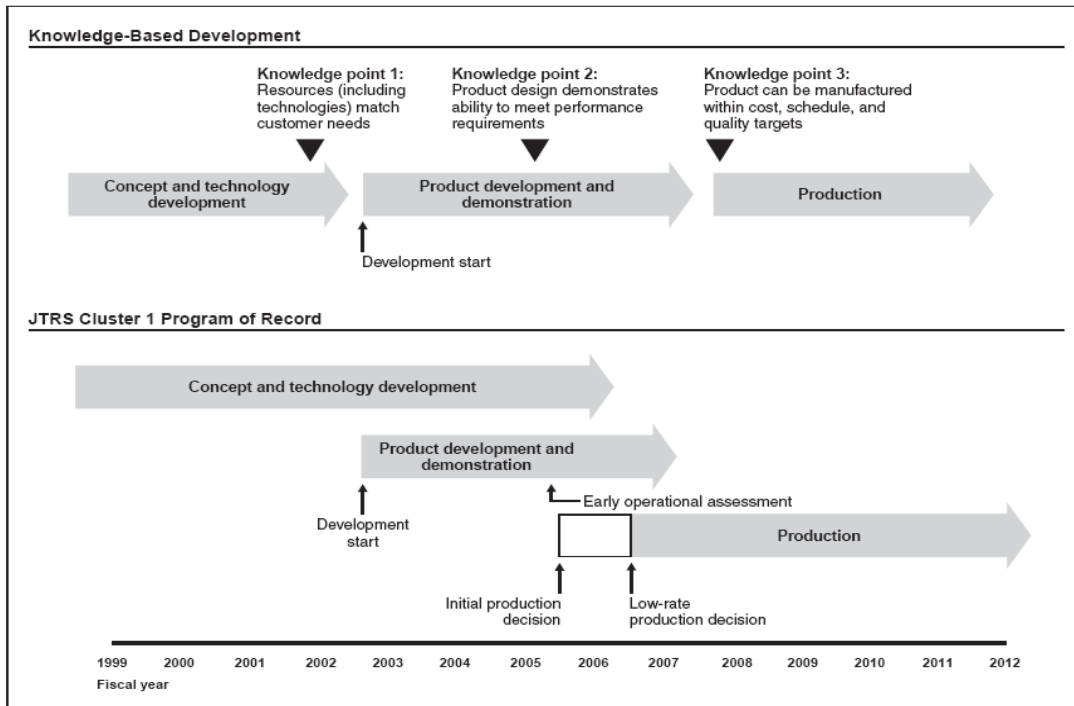 Knowledge-Based Development
Knowledge point 1:
Resources (including
technologies) match
customer needs
Knowledge point 2:
Product design demonstrates
ability to meet performance
requirements
Knowledge point 3:
Product can be manufactured
within cost, schedule, and
quality targets
Concept and technology
development
Product development and
demonstration
Production
Development start
JTRS Cluster 1 Program of Record
Concept and technology development
Product development and
demonstration
Early operational assessment
Development
start
Production
Initial production
decision
Low-rate
production decision
1999 2000 2001 2002 2003 2004 2005 2006 2007 2008 2009 2010 2011 2012
Fiscal year